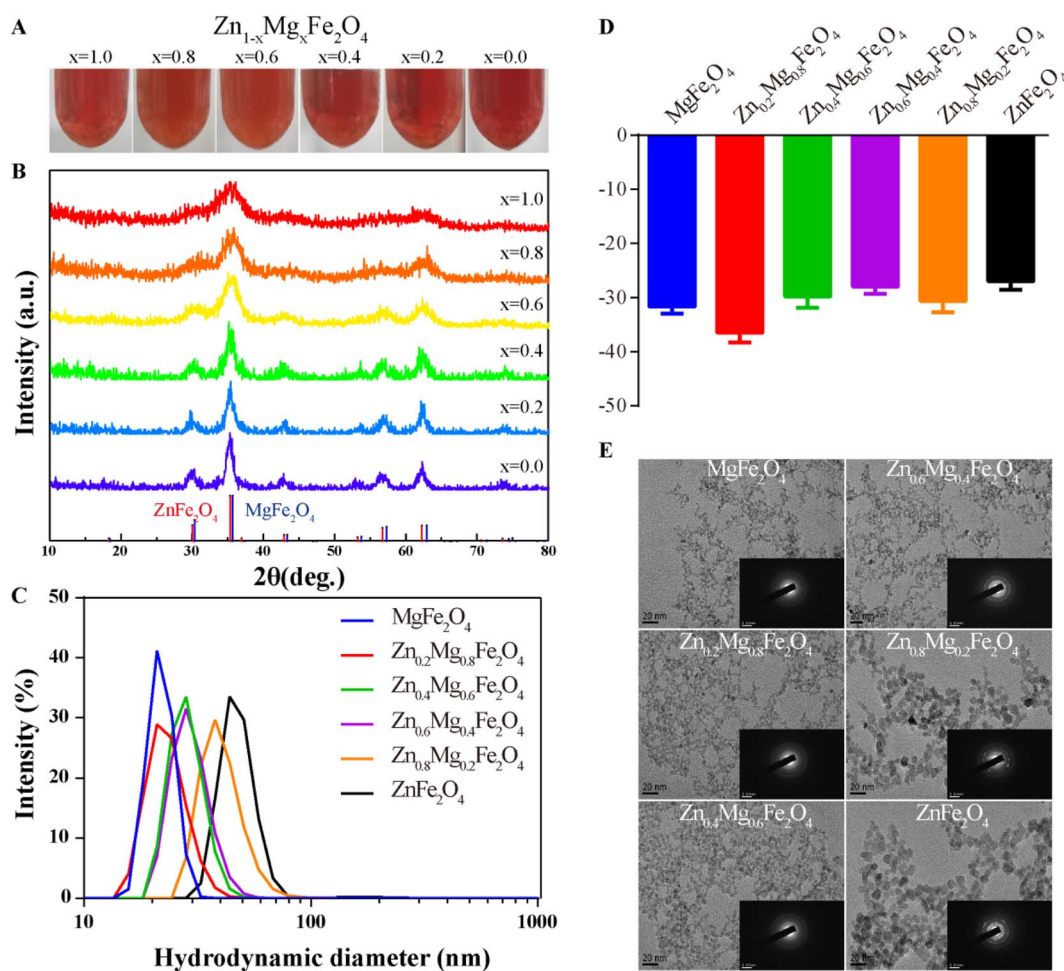 A
Zn₁₋ₓMgₓFe₂O₄
x=1.0 x=0.8 x=0.6 x=0.4 x=0.2 x=0.0
B
Intensity (a.u.)
x=1.0
x=0.8
x=0.6
x=0.4
x=0.2
x=0.0
ZnFe₂O₄ MgFe₂O₄
10 20 30 40 50 60 70 80
2θ(deg.)
C
Intensity (%)
50
40
30
20
10
0
MgFe₂O₄
Zn₀.₂Mg₀.₈Fe₂O₄
Zn₀.₄Mg₀.₆Fe₂O₄
Zn₀.₆Mg₀.₄Fe₂O₄
Zn₀.₈Mg₀.₂Fe₂O₄
ZnFe₂O₄
10 100 1000
Hydrodynamic diameter (nm)
D
MgFe₂O₄
Zn₀.₂Mg₀.₈Fe₂O₄
Zn₀.₄Mg₀.₆Fe₂O₄
Zn₀.₆Mg₀.₄Fe₂O₄
Zn₀.₈Mg₀.₂Fe₂O₄
ZnFe₂O₄
0
-10
-20
-30
-40
-50
E
MgFe₂O₄ Zn₀.₆Mg₀.₄Fe₂O₄
20 nm 20 nm
Zn₀.₂Mg₀.₈Fe₂O₄ Zn₀.₈Mg₀.₂Fe₂O₄
20 nm 20 nm
Zn₀.₄Mg₀.₆Fe₂O₄ ZnFe₂O₄
20 nm 20 nm